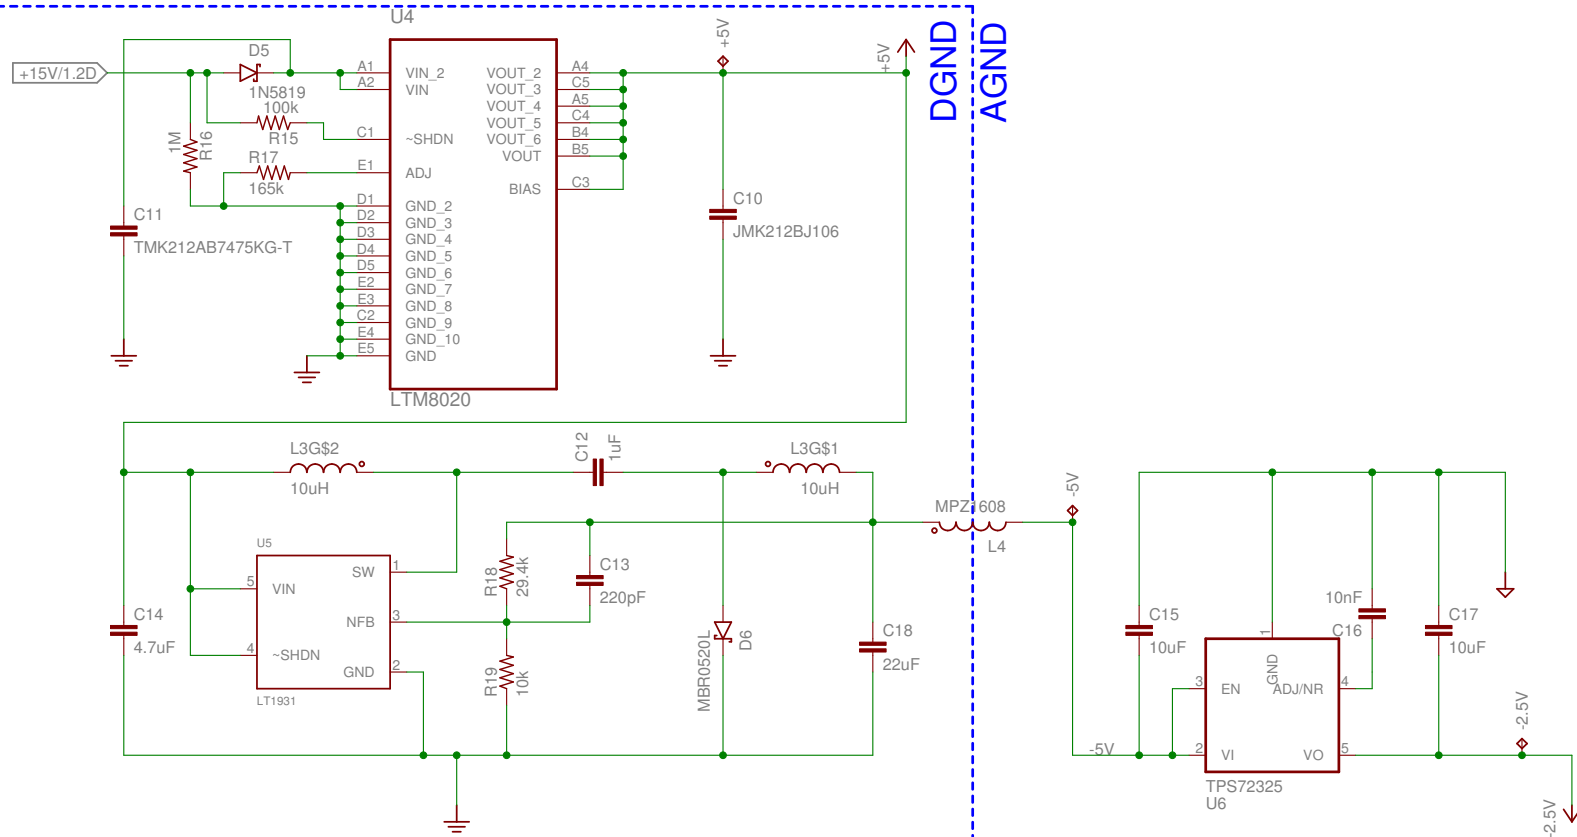 U4
+15V/1.2D
D5
1N5819
100k
R15
1M
R16
R17
165k
C11
TMK212AB7475KG-T
A1
A2
C1
E1
D1
D2
D3
D4
D5
E2
E3
C2
E4
E5
VIN_2
VIN
~SHDN
ADJ
GND_2
GND_3
GND_4
GND_5
GND_6
GND_7
GND_8
GND_9
GND_10
GND
VOUT_2
VOUT_3
VOUT_4
VOUT_5
VOUT_6
VOUT
BIAS
A4
C5
A5
C4
B4
B5
C3
LTM8020
+5V
C10
JMK212BJ106
+5V
DGND
AGND
L3G$2
10uH
C12
1uF
L3G$1
10uH
U5
5
VIN
4
~SHDN
SW
1
NFB
3
GND
2
LT1931
C14
4.7uF
R18
29.4k
C13
220pF
R19
10k
MBR0520L
D6
C18
22uF
MPZ1608
L4
-5V
-5V
C15
10uF
10nF
C16
C17
10uF
1
GND
3
EN
ADJ/NR
4
2
VI
VO
5
TPS72325
U6
-2.5V
-2.5V